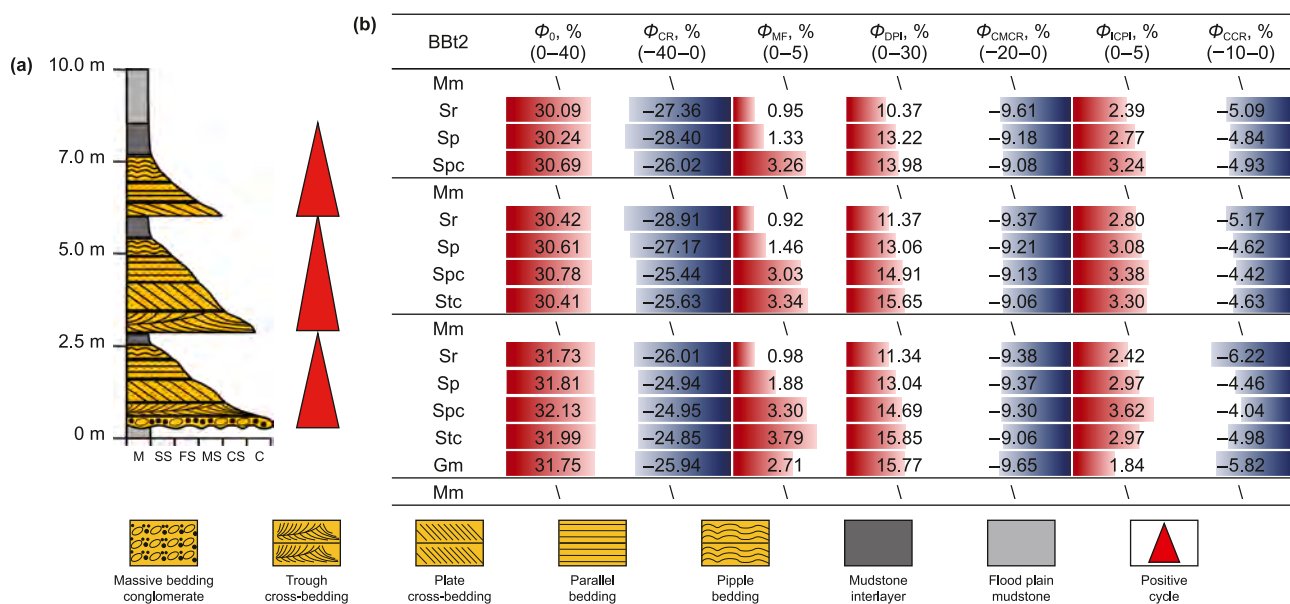 (a)
10.0 m
7.0 m
5.0 m
2.5 m
0 m
M SS FS MS CS C
(b)
BBt2 Φ0, % (0–40) ΦCR, % (−40–0) ΦMF, % (0–5) ΦDPI, % (0–30) ΦCMCR, % (−20–0) ΦICPI, % (0–5) ΦCCR, % (−10–0)
Mm \ \ \ \ \ \ \
Sr 30.09 −27.36 0.95 10.37 −9.61 2.39 −5.09
Sp 30.24 −28.40 1.33 13.22 −9.18 2.77 −4.84
Spc 30.69 −26.02 3.26 13.98 −9.08 3.24 −4.93
Mm \ \ \ \ \ \ \
Sr 30.42 −28.91 0.92 11.37 −9.37 2.80 −5.17
Sp 30.61 −27.17 1.46 13.06 −9.21 3.08 −4.62
Spc 30.78 −25.44 3.03 14.91 −9.13 3.38 −4.42
Stc 30.41 −25.63 3.34 15.65 −9.06 3.30 −4.63
Mm \ \ \ \ \ \ \
Sr 31.73 −26.01 0.98 11.34 −9.38 2.42 −6.22
Sp 31.81 −24.94 1.88 13.04 −9.37 2.97 −4.46
Spc 32.13 −24.95 3.30 14.69 −9.30 3.62 −4.04
Stc 31.99 −24.85 3.79 15.85 −9.06 2.97 −4.98
Gm 31.75 −25.94 2.71 15.77 −9.65 1.84 −5.82
Mm \ \ \ \ \ \ \
Massive bedding
conglomerate
Trough
cross-bedding
Plate
cross-bedding
Parallel
bedding
Pipple
bedding
Mudstone
interlayer
Flood plain
mudstone
Positive
cycle